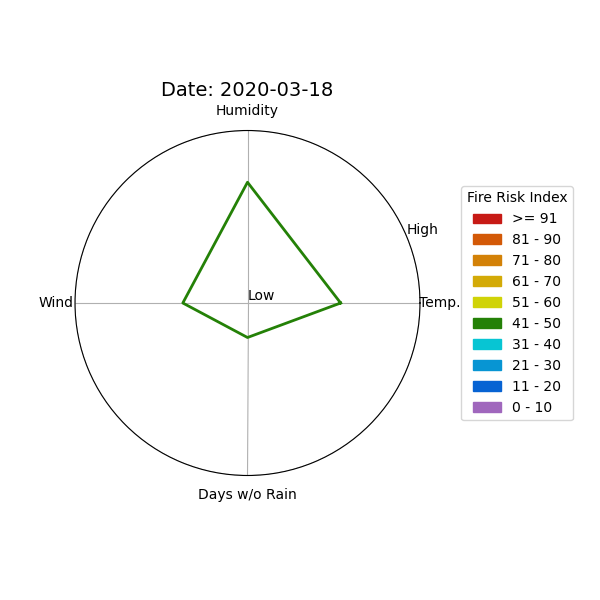 Date: 2020-03-18
Humidity
High
Low
Wind
Temp.
Days w/o Rain
Fire Risk Index
>= 91
81 - 90
71 - 80
61 - 70
51 - 60
41 - 50
31 - 40
21 - 30
11 - 20
0 - 10